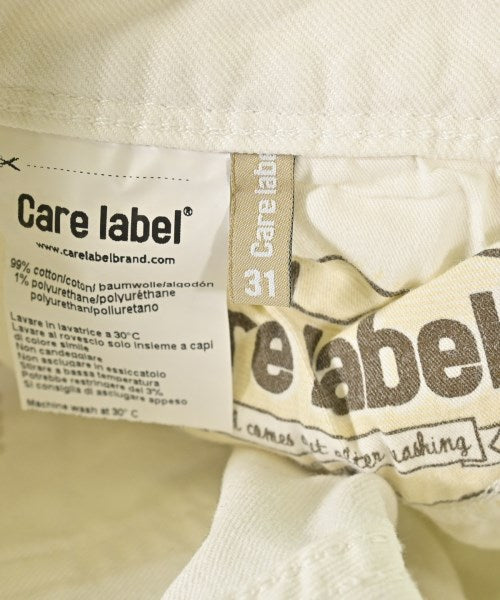 Care label®
www.carelabelbrand.com
99% cotton/coton/ baumwolle/algodón
1% polyurethane/polyuréthane
polyurethan/poliuretano
Lavare in lavatrice a 30°C
Lavare al rovescio solo insieme a capi
di colore simile
Non candeggiare
Non asciugare in essiccatoio
Stirare a bassa temperatura
Potrebbe restringere del 3%
Si consiglia di asciugare appeso
Machine wash at 30° C
Care labe
31
re label
comes out after washing